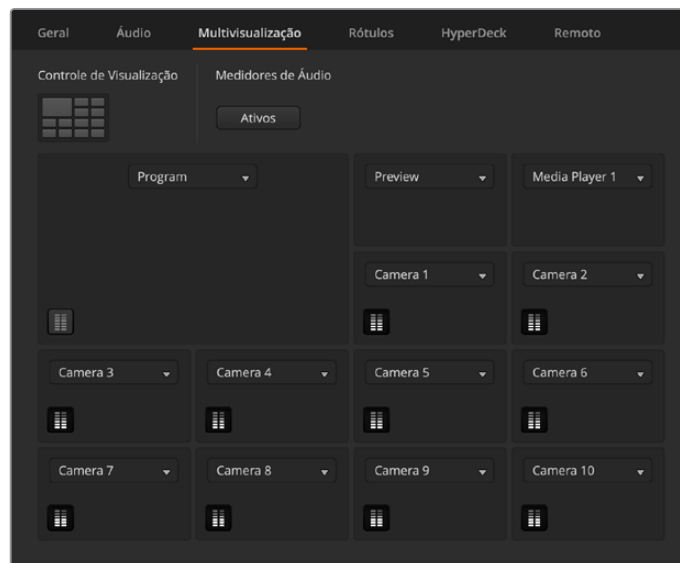 Geral Áudio Multivisualização Rótulos HyperDeck Remoto
Controle de Visualização Medidores de Áudio
Ativos
Program Preview Media Player 1
Camera 1 Camera 2
Camera 3 Camera 4 Camera 5 Camera 6
Camera 7 Camera 8 Camera 9 Camera 10